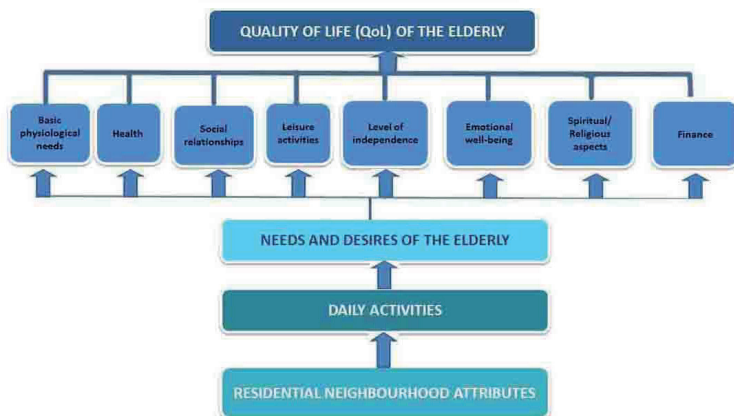 QUALITY OF LIFE (QoL) OF THE ELDERLY
Basic
physiological
needs
Health
Social
relationships
Leisure
activities
Level of
independence
Emotional
well-being
Spiritual/
Religious
aspects
Finance
NEEDS AND DESIRES OF THE ELDERLY
DAILY ACTIVITIES
RESIDENTIAL NEIGHBOURHOOD ATTRIBUTES